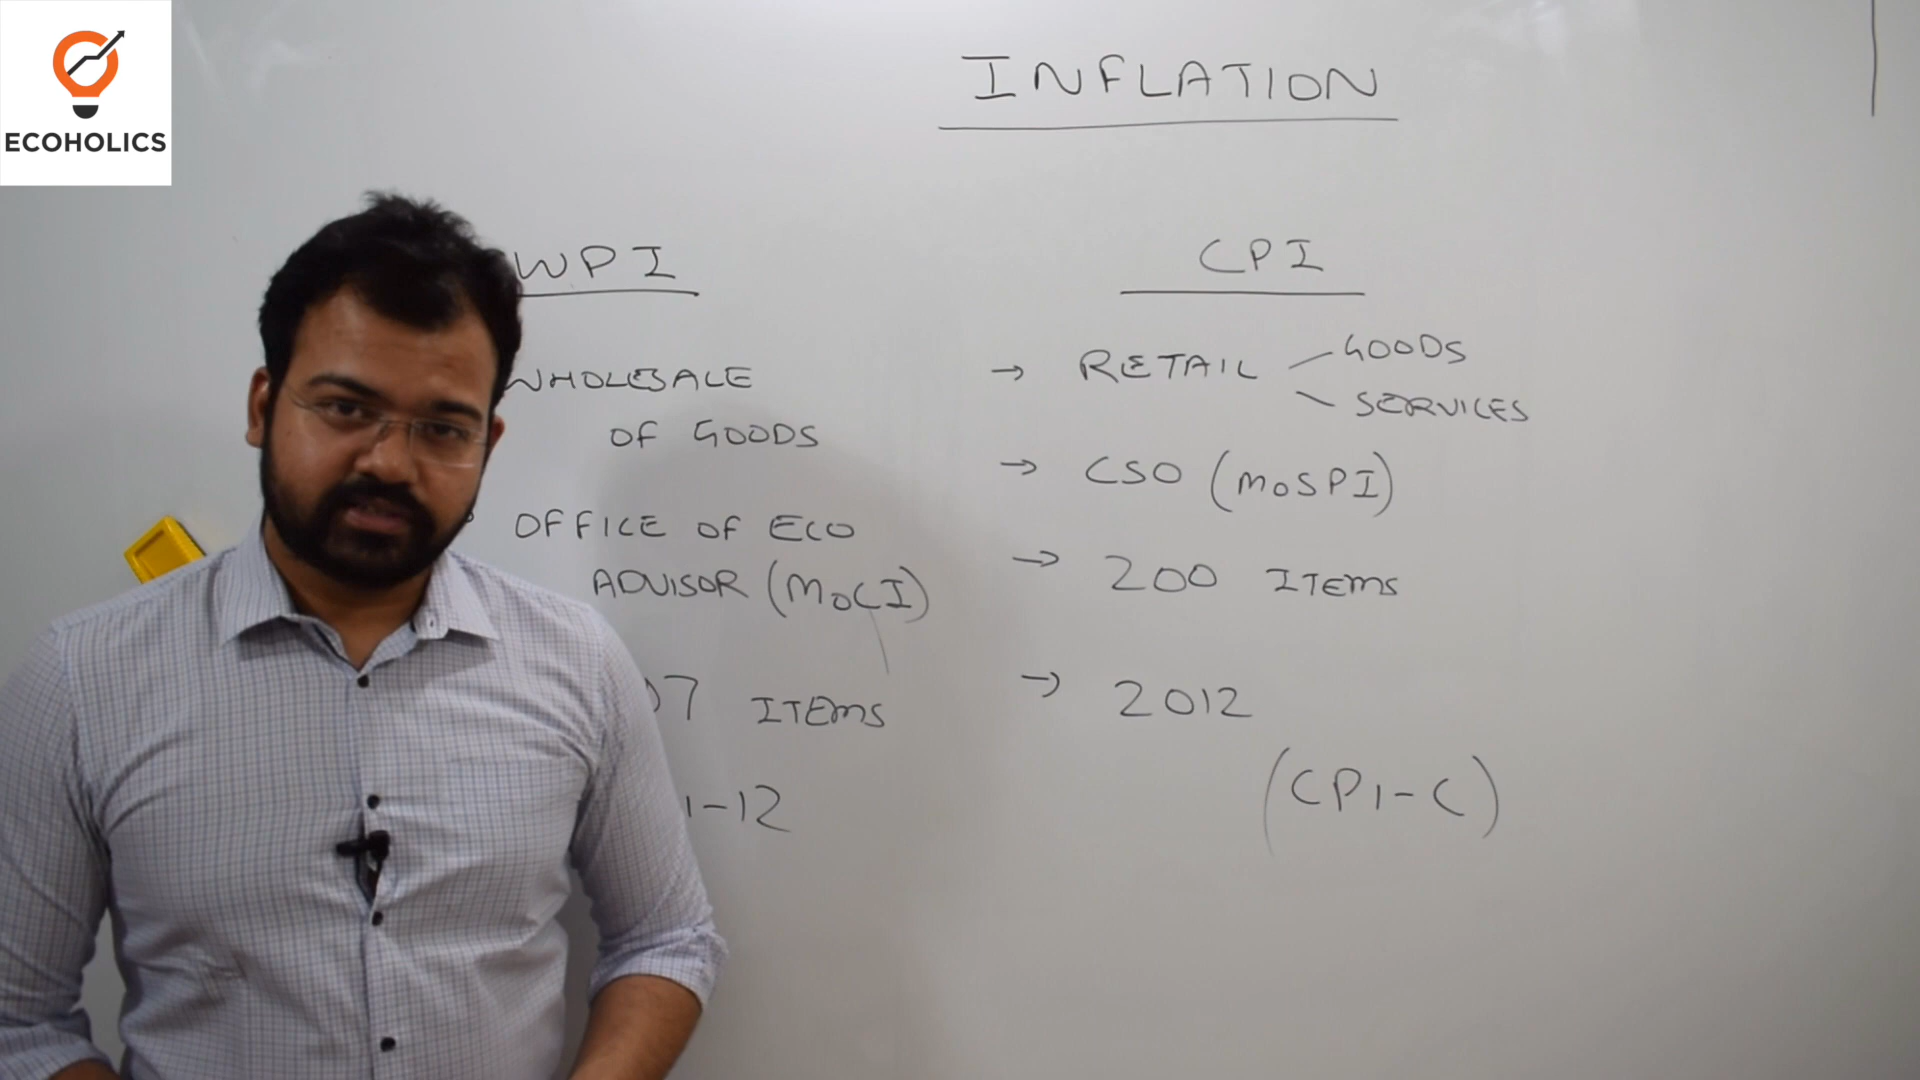 ECOHOLICS
INFLATION
WPI
WHOLESALE
OF GOODS
OFFICE OF ECO
ADVISOR (MOCI)
07 ITEMS
1-12
CPI
→ RETAIL
GOODS
SERVICES
→ CSO (MOSPI)
→ 200 ITEMS
→ 2012
(CPI-C)